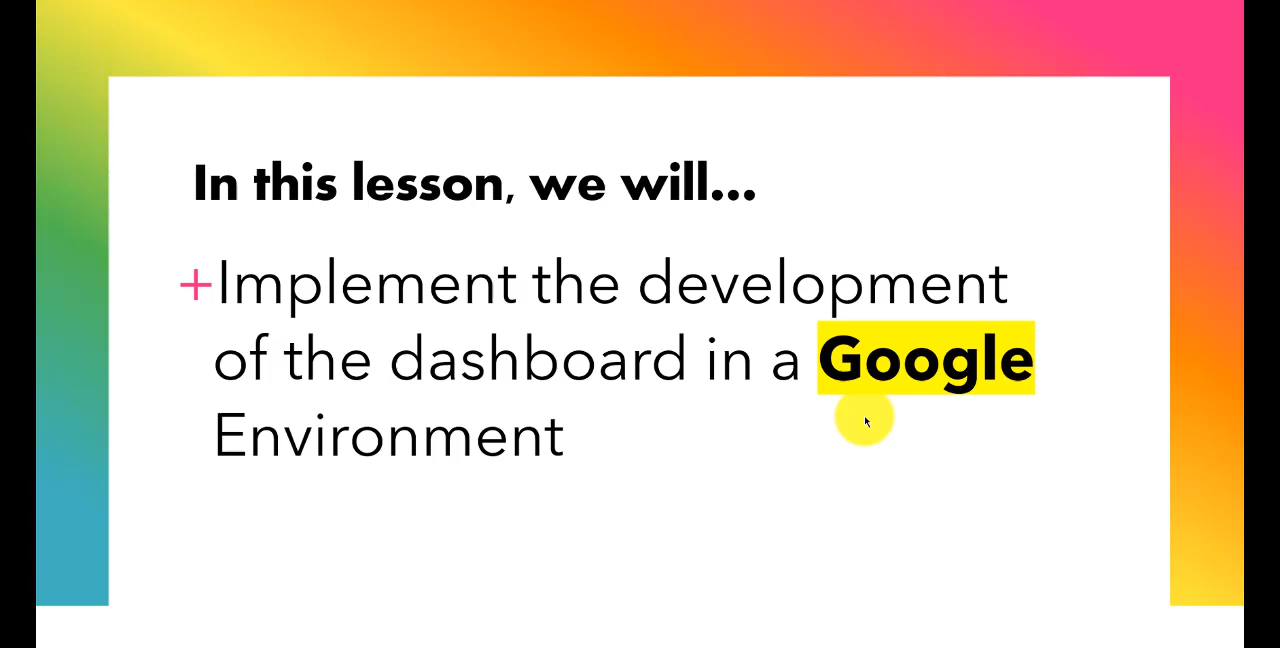 In this lesson, we will...
+Implement the development
of the dashboard in a Google
Environment